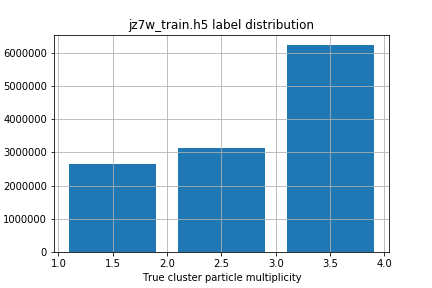 jz7w_train.h5 label distribution
6000000
5000000
4000000
3000000
2000000
1000000
0
1.0 1.5 2.0 2.5 3.0 3.5 4.0
True cluster particle multiplicity